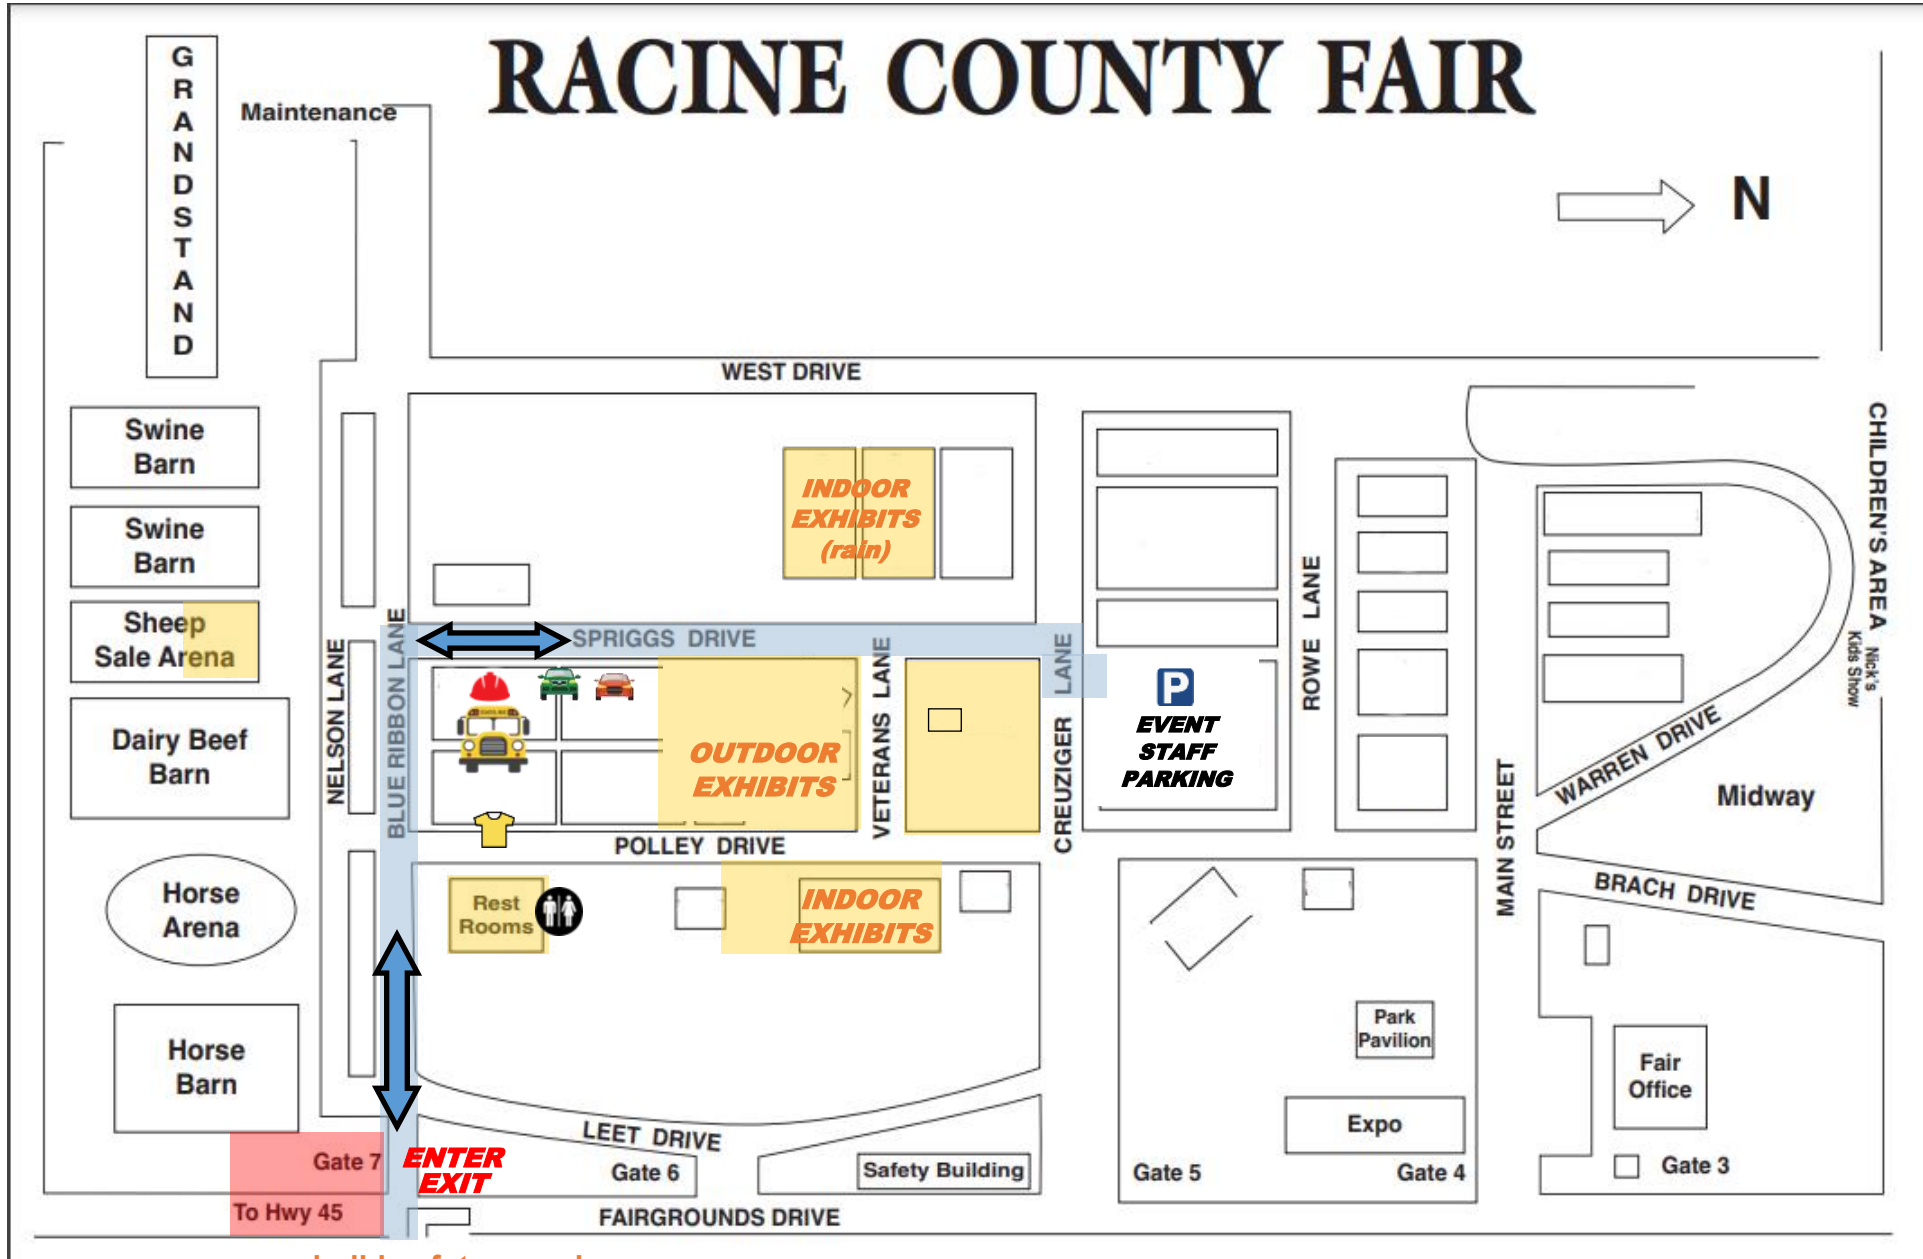 RACINE COUNTY FAIR
GRANDSTAND
Maintenance
N
WEST DRIVE
Swine
Barn
Swine
Barn
Sheep
Sale Arena
Dairy Beef
Barn
Horse
Arena
Horse
Barn
NELSON LANE
BLUE RIBBON LANE
INDOOR
EXHIBITS
(rain)
SPRIGGS DRIVE
OUTDOOR
EXHIBITS
VETERANS LANE
CREUZIGER LANE
P
EVENT
STAFF
PARKING
ROWE LANE
MAIN STREET
WARREN DRIVE
Midway
CHILDREN'S AREA
Nick's
Kids Show
POLLEY DRIVE
BRACH DRIVE
Rest
Rooms
INDOOR
EXHIBITS
Park
Pavilion
Fair
Office
Expo
LEET DRIVE
Gate 7
ENTER
EXIT
Gate 6
Safety Building
Gate 5
Gate 4
Gate 3
To Hwy 45
FAIRGROUNDS DRIVE